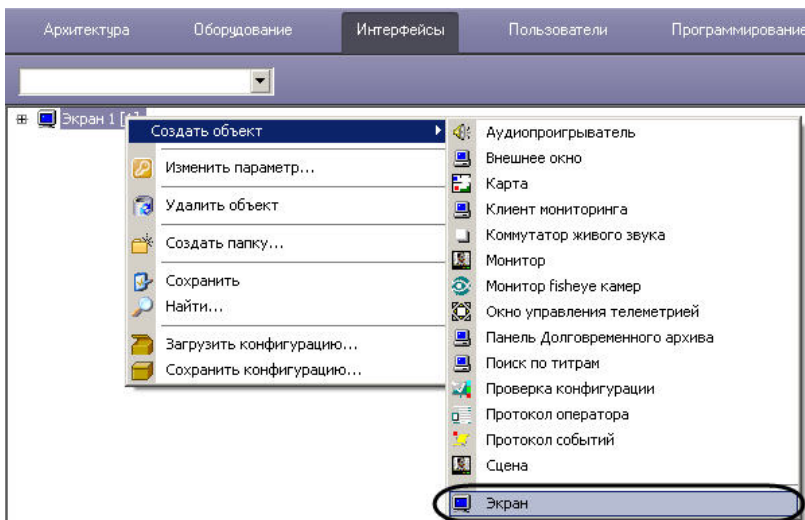 Архитектура Оборудование Интерфейсы Пользователи Программирование
Экран 1 [1]
Создать объект
Изменить параметр...
Удалить объект
Создать папку...
Сохранить
Найти...
Загрузить конфигурацию...
Сохранить конфигурацию...
Аудиопроигрыватель
Внешнее окно
Карта
Клиент мониторинга
Коммутатор живого звука
Монитор
Монитор fisheye камер
Окно управления телеметрией
Панель Долговременного архива
Поиск по титрам
Проверка конфигурации
Протокол оператора
Протокол событий
Сцена
Экран